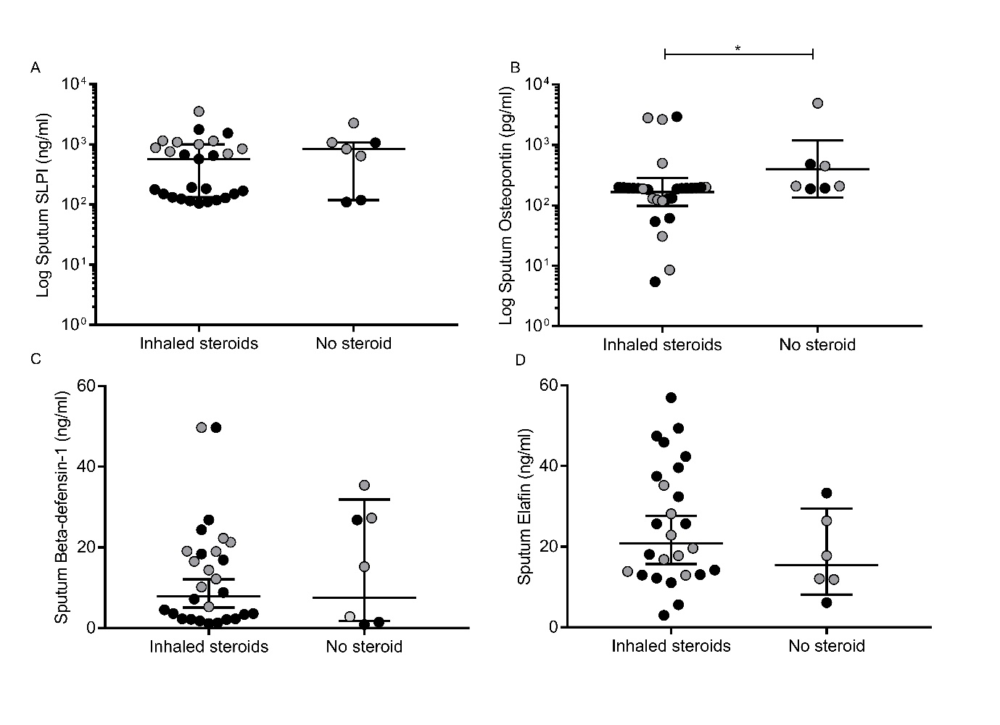 *
A
B
Log Sputum SLPI (ng/ml)
10⁴
10³
10²
10¹
10⁰
Inhaled steroids
No steroid
Log Sputum Osteopontin (pg/ml)
10⁴
10³
10²
10¹
10⁰
Inhaled steroids
No steroid
C
D
Sputum Beta-defensin-1 (ng/ml)
60
40
20
0
Inhaled steroids
No steroid
Sputum Elafin (ng/ml)
60
40
20
0
Inhaled steroids
No steroid